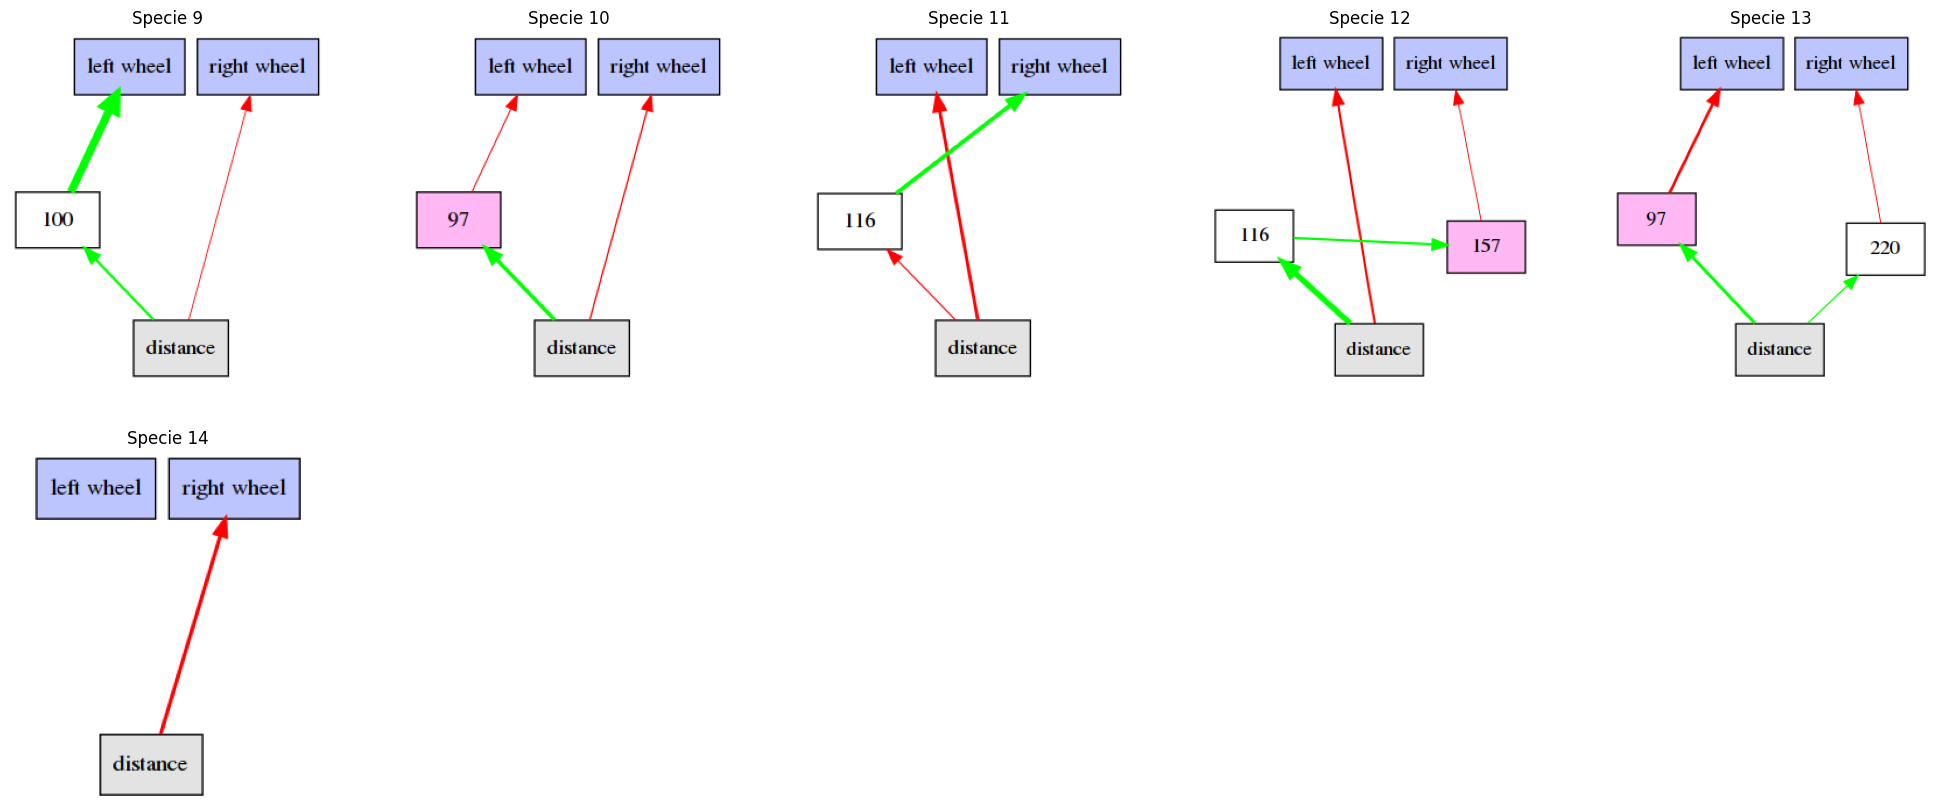 Specie 9
left wheel
right wheel
100
distance
Specie 10
left wheel
right wheel
97
distance
Specie 11
left wheel
right wheel
116
distance
Specie 12
left wheel
right wheel
116
157
distance
Specie 13
left wheel
right wheel
97
220
distance
Specie 14
left wheel
right wheel
distance